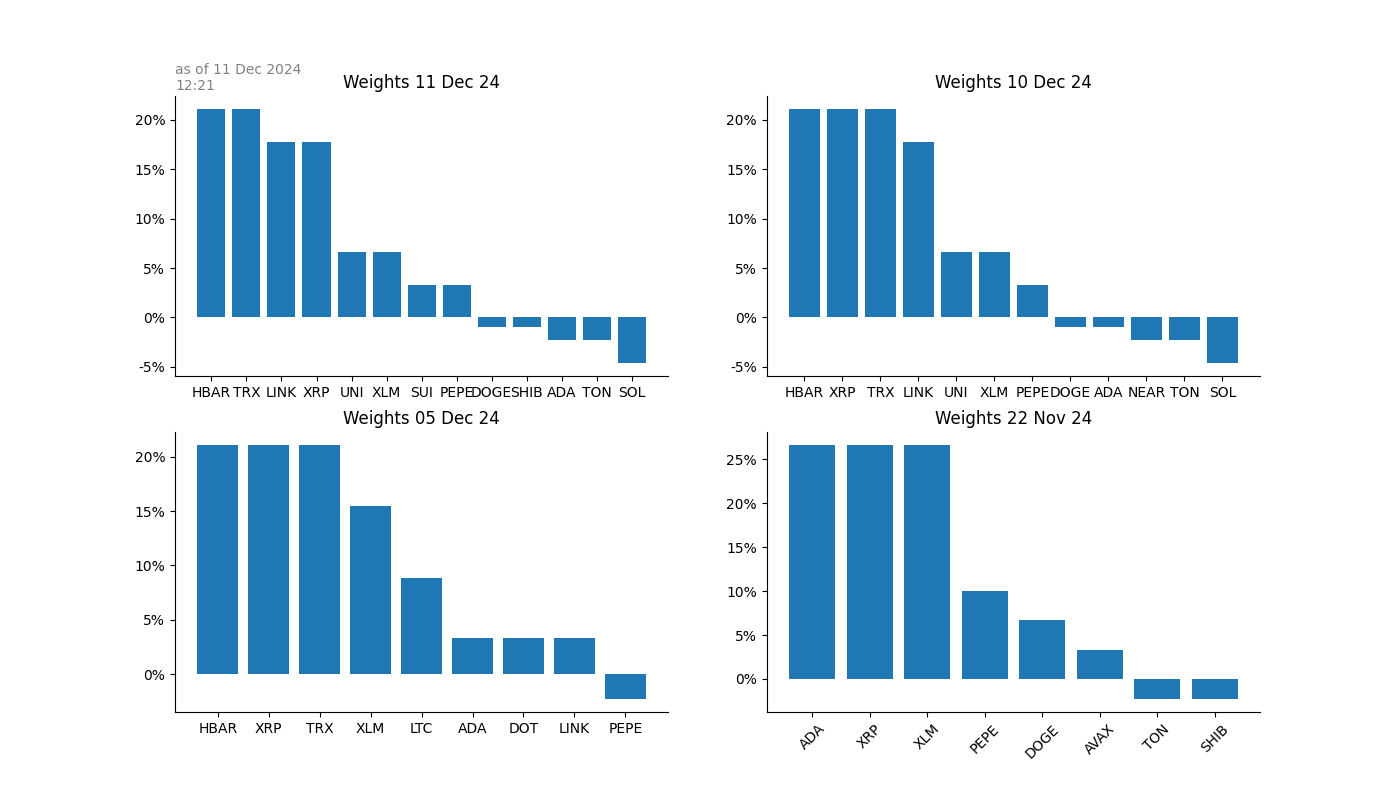 as of 11 Dec 2024
12:21
Weights 11 Dec 24
20%
15%
10%
5%
0%
-5%
HBAR TRX LINK XRP UNI XLM SUI PEPE DOGE SHIB ADA TON SOL
Weights 10 Dec 24
20%
15%
10%
5%
0%
-5%
HBAR XRP TRX LINK UNI XLM PEPE DOGE ADA NEAR TON SOL
Weights 05 Dec 24
20%
15%
10%
5%
0%
HBAR XRP TRX XLM LTC ADA DOT LINK PEPE
Weights 22 Nov 24
25%
20%
15%
10%
5%
0%
ADA XRP XLM PEPE DOGE AVAX TON SHIB